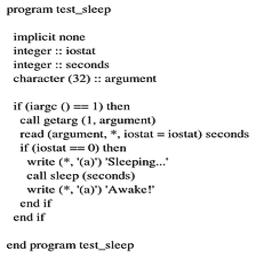 program test_sleep
implicit none
integer :: iostat
integer :: seconds
character (32) :: argument
if (iargc () == 1) then
call getarg (1, argument)
read (argument, *, iostat = iostat) seconds
if (iostat == 0) then
write (*, '(a)') 'Sleeping...'
call sleep (seconds)
write (*, '(a)') 'Awake!'
end if
end if
end program test_sleep